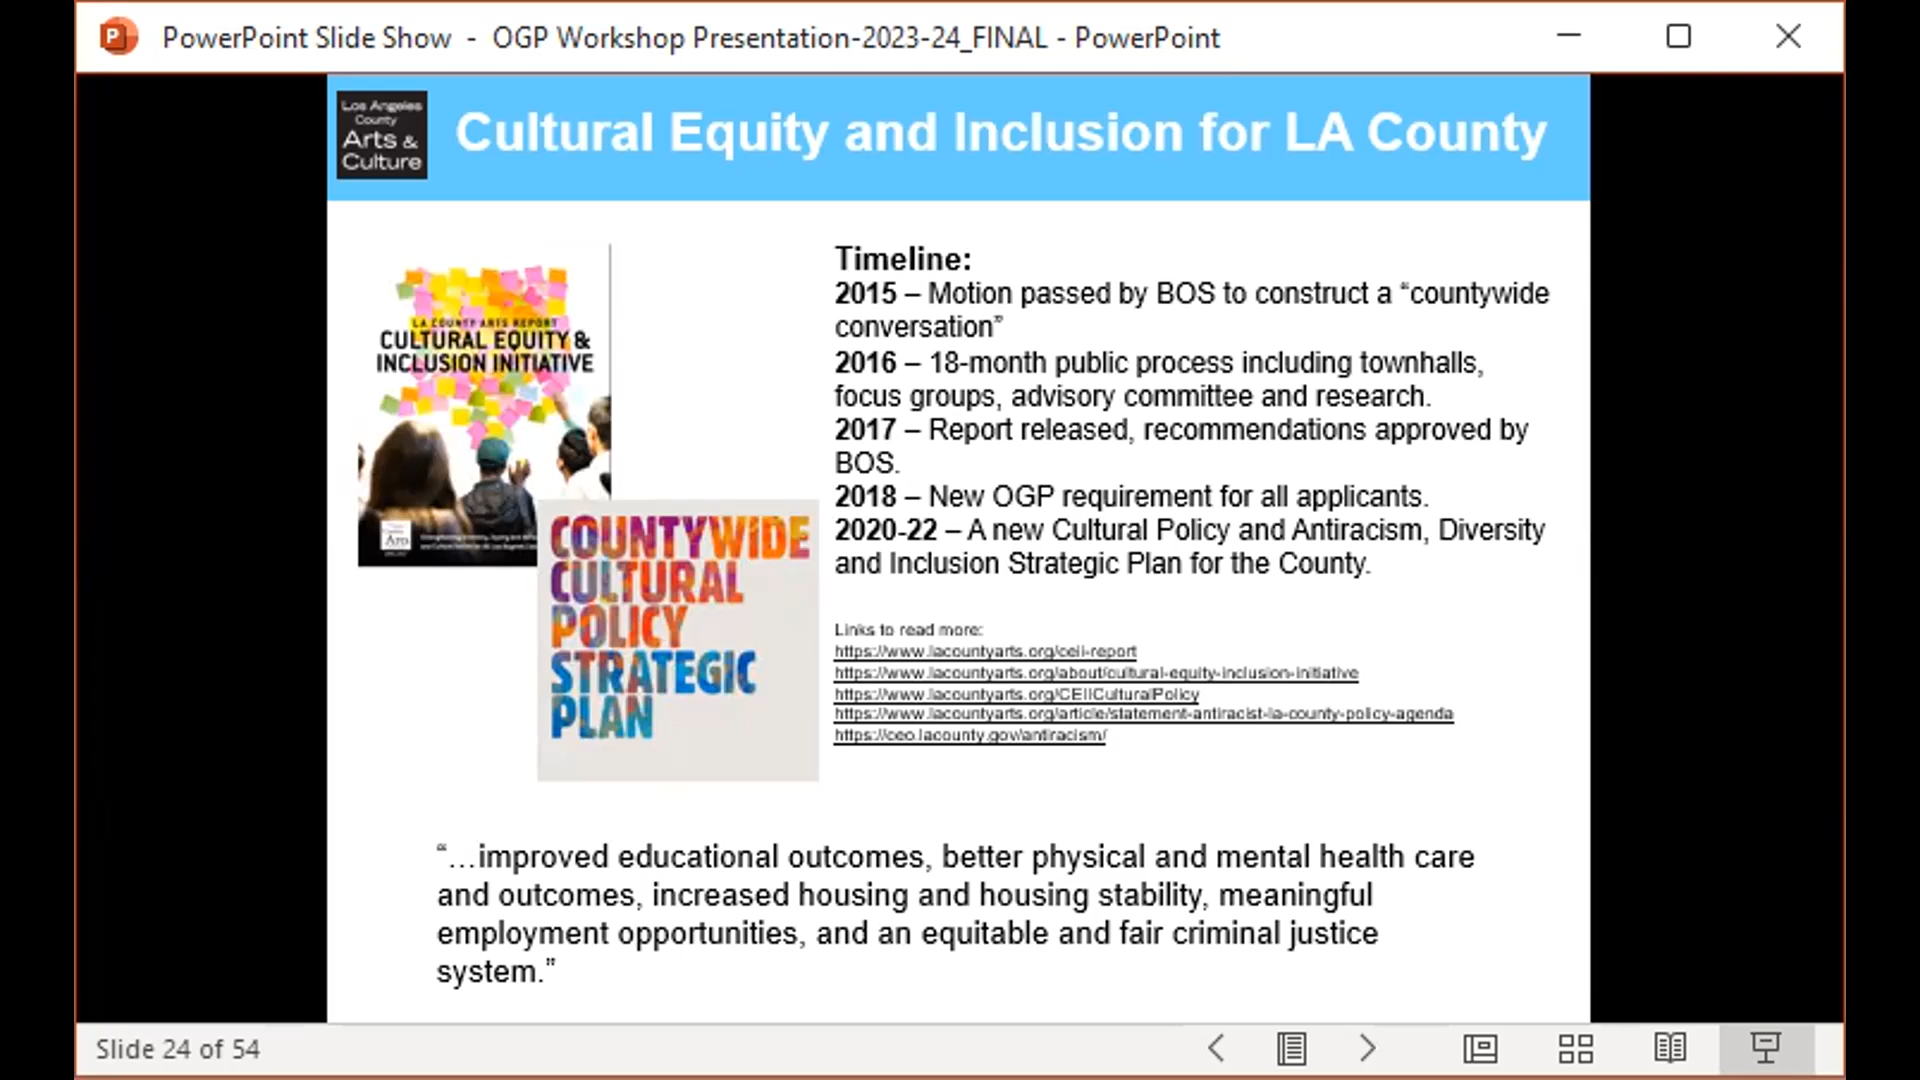 PowerPoint Slide Show - OGP Workshop Presentation-2023-24_FINAL - PowerPoint
Los Angeles
County
Arts &
Culture
Cultural Equity and Inclusion for LA County
LA COUNTY ARTS REPORT
CULTURAL EQUITY &
INCLUSION INITIATIVE
COUNTYWIDE
CULTURAL
POLICY
STRATEGIC
PLAN
Timeline:
2015 – Motion passed by BOS to construct a “countywide
conversation”
2016 – 18-month public process including townhalls,
focus groups, advisory committee and research.
2017 – Report released, recommendations approved by
BOS.
2018 – New OGP requirement for all applicants.
2020-22 – A new Cultural Policy and Antiracism, Diversity
and Inclusion Strategic Plan for the County.
Links to read more:
https://www.lacountyarts.org/ceii-report
https://www.lacountyarts.org/about/cultural-equity-inclusion-initiative
https://www.lacountyarts.org/CEIICulturalPolicy
https://www.lacountyarts.org/article/statement-antiracist-la-county-policy-agenda
https://ceo.lacounty.gov/antiracism/
“…improved educational outcomes, better physical and mental health care
and outcomes, increased housing and housing stability, meaningful
employment opportunities, and an equitable and fair criminal justice
system.”
Slide 24 of 54